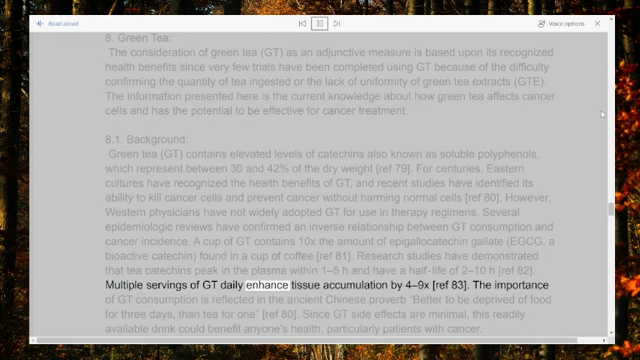 Read aloud
Voice options
8. Green Tea:
The consideration of green tea (GT) as an adjunctive measure is based upon its recognized
health benefits since very few trials have been completed using GT because of the difficulty
confirming the quantity of tea ingested or the lack of uniformity of green tea extracts (GTE).
The information presented here is the current knowledge about how green tea affects cancer
cells and has the potential to be effective for cancer treatment.
8.1. Background:
Green tea (GT) contains elevated levels of catechins also known as soluble polyphenols,
which represent between 30 and 42% of the dry weight [ref 79]. For centuries, Eastern
cultures have recognized the health benefits of GT, and recent studies have identified its
ability to kill cancer cells and prevent cancer without harming normal cells [ref 80]. However,
Western physicians have not widely adopted GT for use in therapy regimens. Several
epidemiologic reviews have confirmed an inverse relationship between GT consumption and
cancer incidence. A cup of GT contains 10x the amount of epigallocatechin gallate (EGCG, a
bioactive catechin) found in a cup of coffee [ref 81]. Research studies have demonstrated
that tea catechins peak in the plasma within 1–5 h and have a half-life of 2–10 h [ref 82].
Multiple servings of GT daily enhance tissue accumulation by 4–9x [ref 83]. The importance
of GT consumption is reflected in the ancient Chinese proverb "Better to be deprived of food
for three days, than tea for one" [ref 80]. Since GT side effects are minimal, this readily
available drink could benefit anyone's health, particularly patients with cancer.